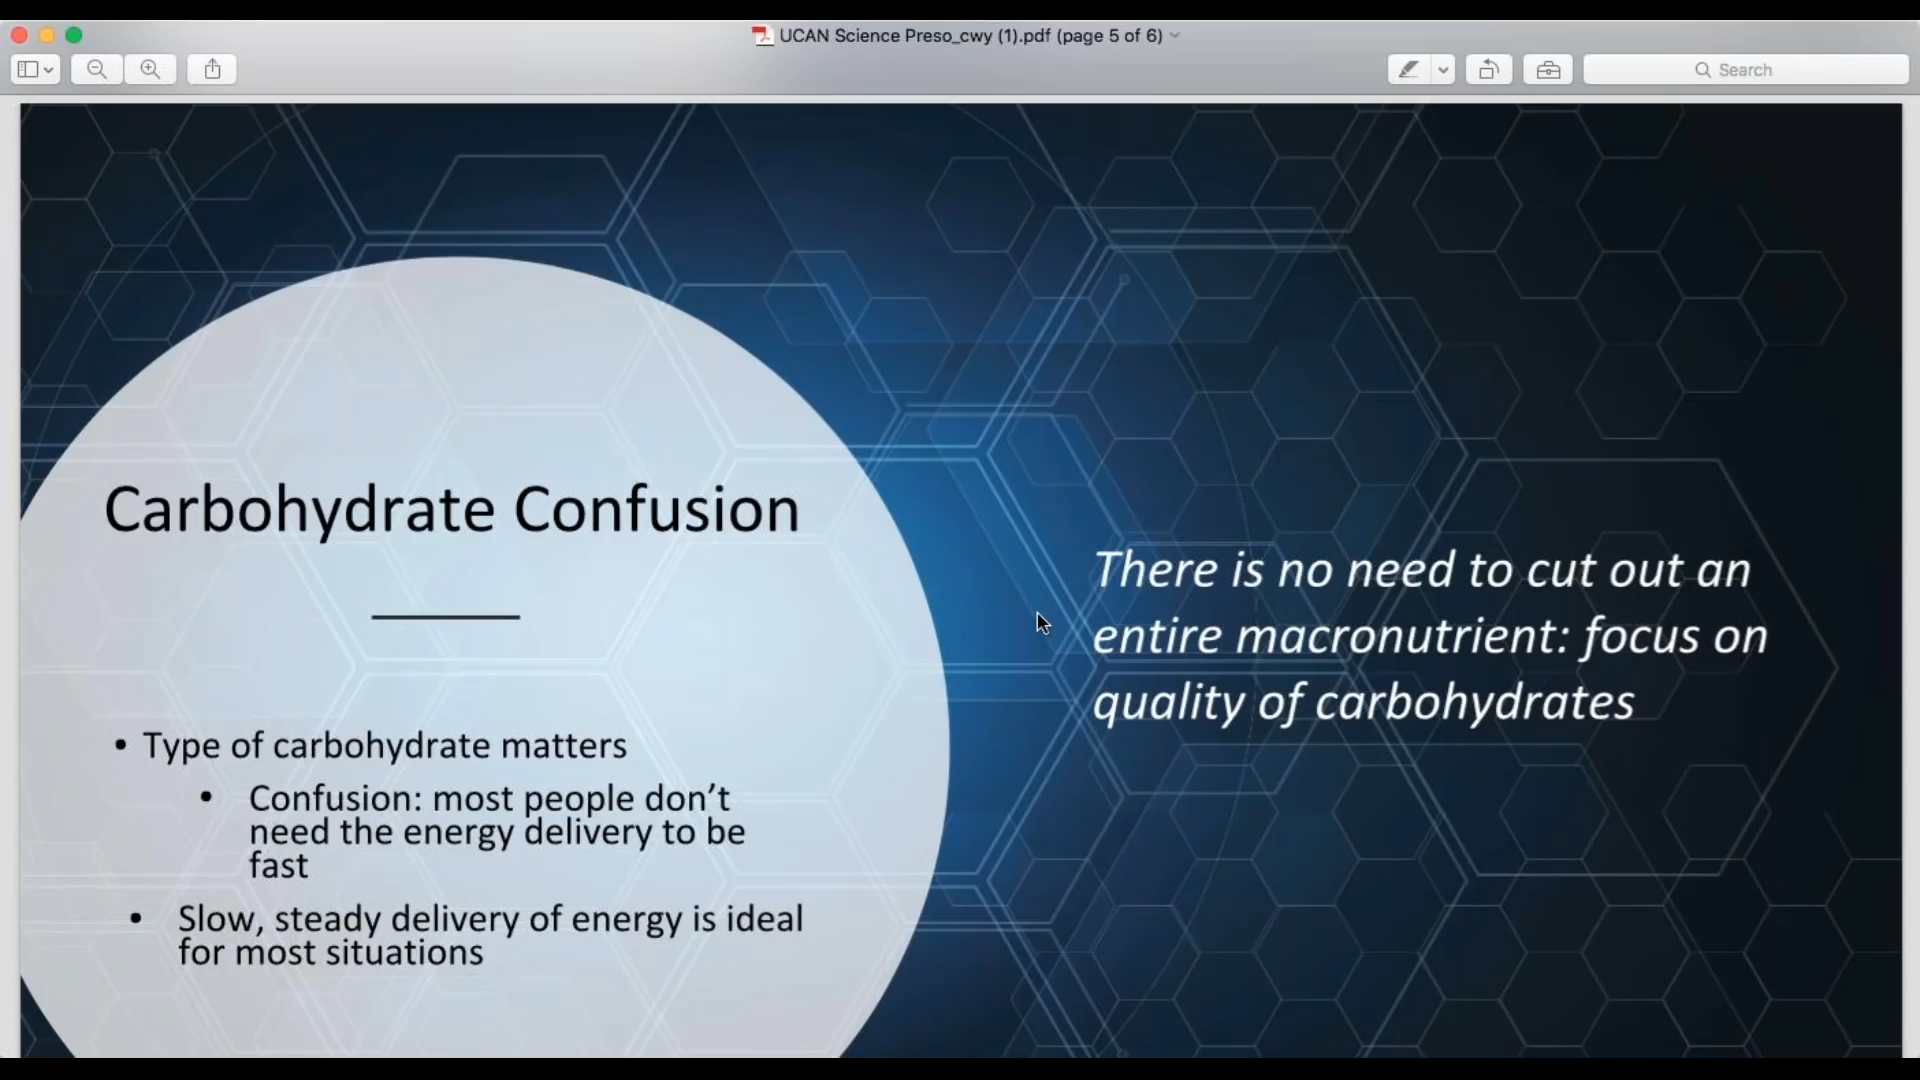 UCAN Science Preso_cwy (1).pdf (page 5 of 6)
Search
Carbohydrate Confusion
• Type of carbohydrate matters
• Confusion: most people don’t
need the energy delivery to be
fast
• Slow, steady delivery of energy is ideal
for most situations
There is no need to cut out an
entire macronutrient: focus on
quality of carbohydrates